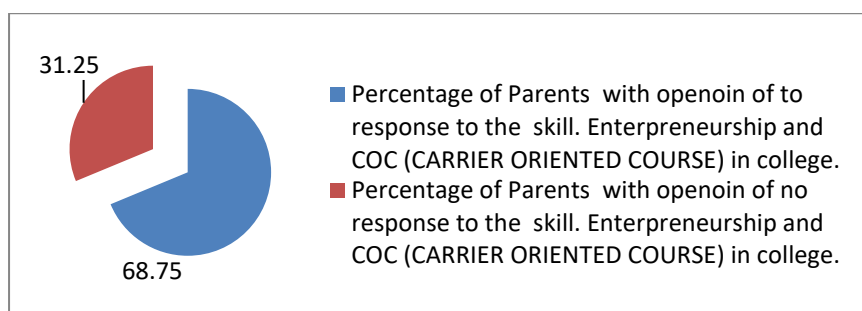 31.25
68.75
Percentage of Parents with openoin of to
response to the skill. Enterpreneurship and
COC (CARRIER ORIENTED COURSE) in college.
Percentage of Parents with openoin of no
response to the skill. Enterpreneurship and
COC (CARRIER ORIENTED COURSE) in college.